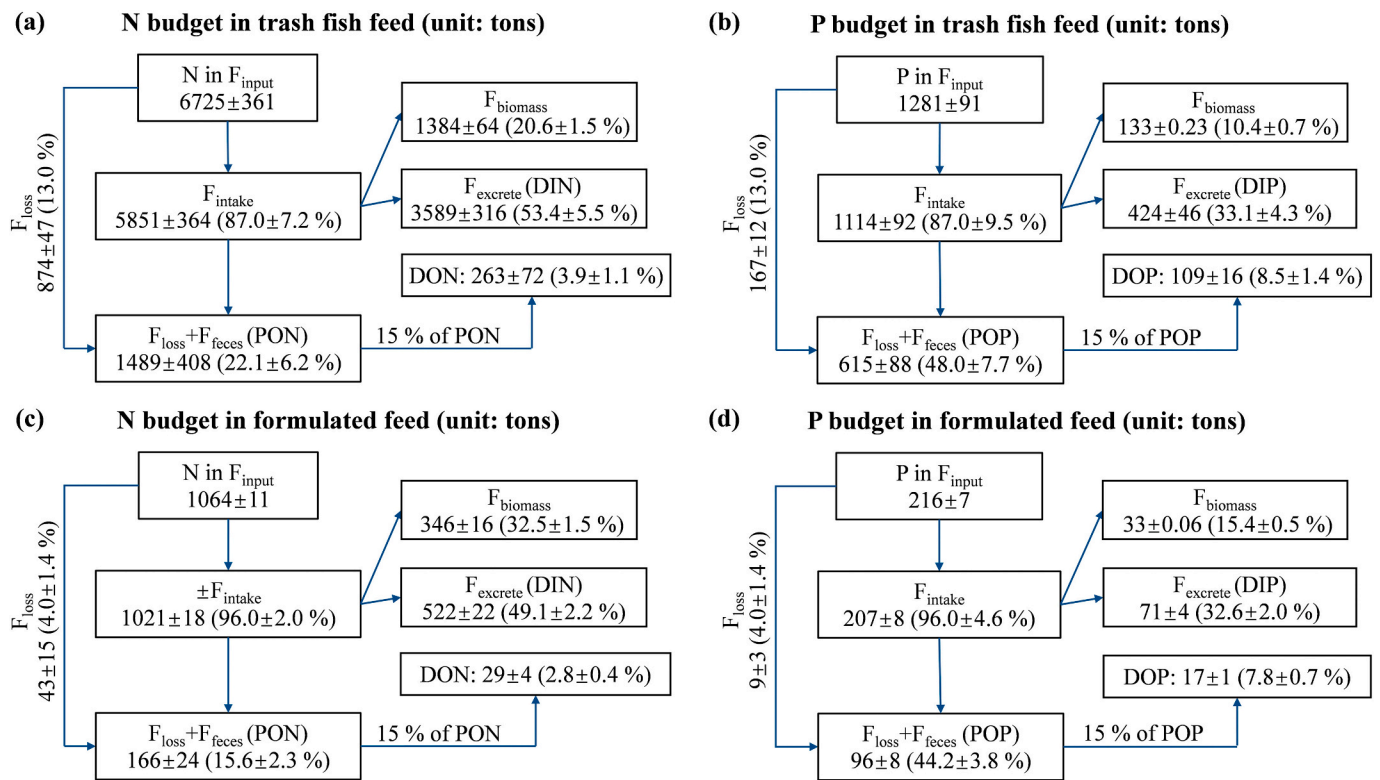 (a) N budget in trash fish feed (unit: tons)
N in Finput
6725±361
Fbiomass
1384±64 (20.6±1.5 %)
Floss
874±47 (13.0 %)
Fintake
5851±364 (87.0±7.2 %)
Fexcrete (DIN)
3589±316 (53.4±5.5 %)
DON: 263±72 (3.9±1.1 %)
Floss+Ffeces (PON)
1489±408 (22.1±6.2 %)
15 % of PON
(b) P budget in trash fish feed (unit: tons)
P in Finput
1281±91
Fbiomass
133±0.23 (10.4±0.7 %)
Floss
167±12 (13.0 %)
Fintake
1114±92 (87.0±9.5 %)
Fexcrete (DIP)
424±46 (33.1±4.3 %)
DOP: 109±16 (8.5±1.4 %)
Floss+Ffeces (POP)
615±88 (48.0±7.7 %)
15 % of POP
(c) N budget in formulated feed (unit: tons)
N in Finput
1064±11
Fbiomass
346±16 (32.5±1.5 %)
Floss
43±15 (4.0±1.4 %)
±Fintake
1021±18 (96.0±2.0 %)
Fexcrete (DIN)
522±22 (49.1±2.2 %)
DON: 29±4 (2.8±0.4 %)
Floss+Ffeces (PON)
166±24 (15.6±2.3 %)
15 % of PON
(d) P budget in formulated feed (unit: tons)
P in Finput
216±7
Fbiomass
33±0.06 (15.4±0.5 %)
Floss
9±3 (4.0±1.4 %)
Fintake
207±8 (96.0±4.6 %)
Fexcrete (DIP)
71±4 (32.6±2.0 %)
DOP: 17±1 (7.8±0.7 %)
Floss+Ffeces (POP)
96±8 (44.2±3.8 %)
15 % of POP